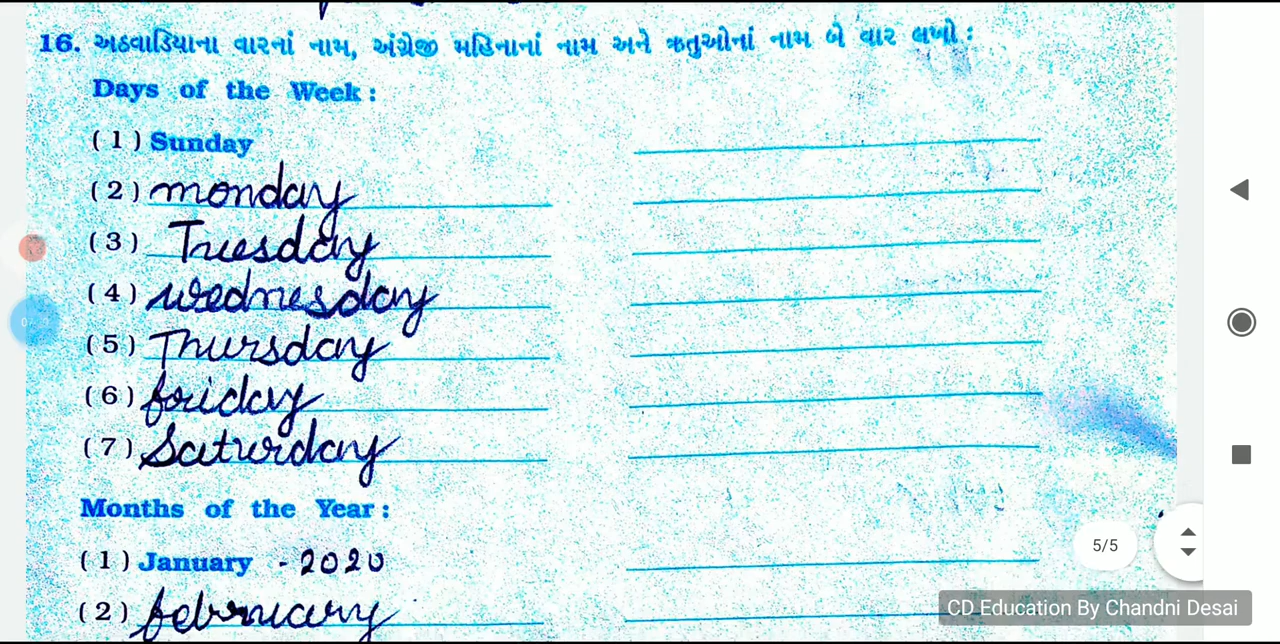 16. અઠવાડિયાના વારનાં નામ, અંગ્રેજી મહિનાનાં નામ અને ઋતુઓનાં નામ બે વાર લખો :
Days of the Week :
( 1 ) Sunday
( 2 ) monday
( 3 ) Tuesday
( 4 ) wednesday
( 5 ) Thursday
( 6 ) friday
( 7 ) Saturday
Months of the Year :
( 1 ) January - 2020
( 2 ) february
5/5
CD Education By Chandni Desai